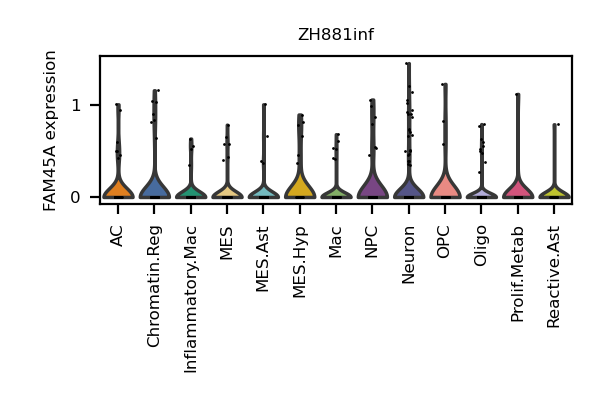 ZH881inf
FAM45A expression
1
0
AC
Chromatin.Reg
Inflammatory.Mac
MES
MES.Ast
MES.Hyp
Mac
NPC
Neuron
OPC
Oligo
Prolif.Metab
Reactive.Ast